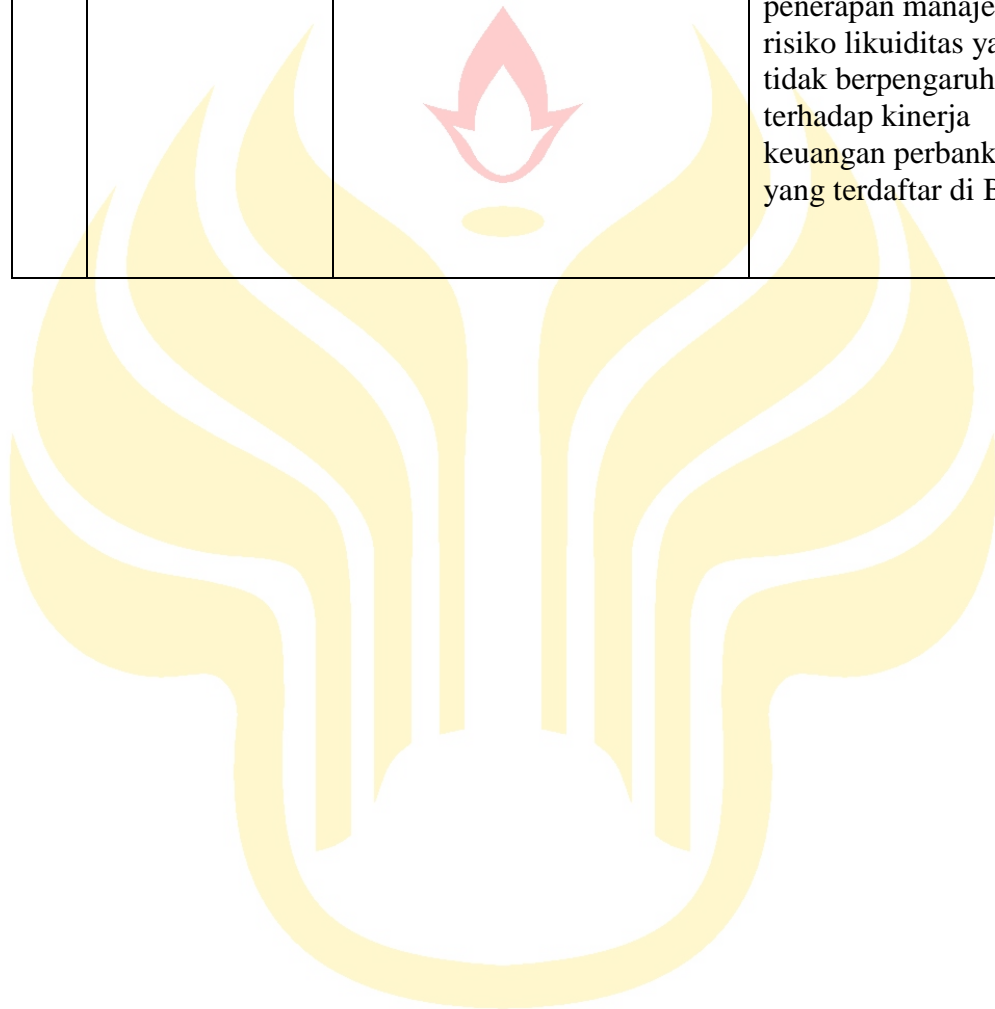 penerapan manaje
risiko likuiditas ya
tidak berpengaruh
terhadap kinerja
keuangan perbank
yang terdaftar di B